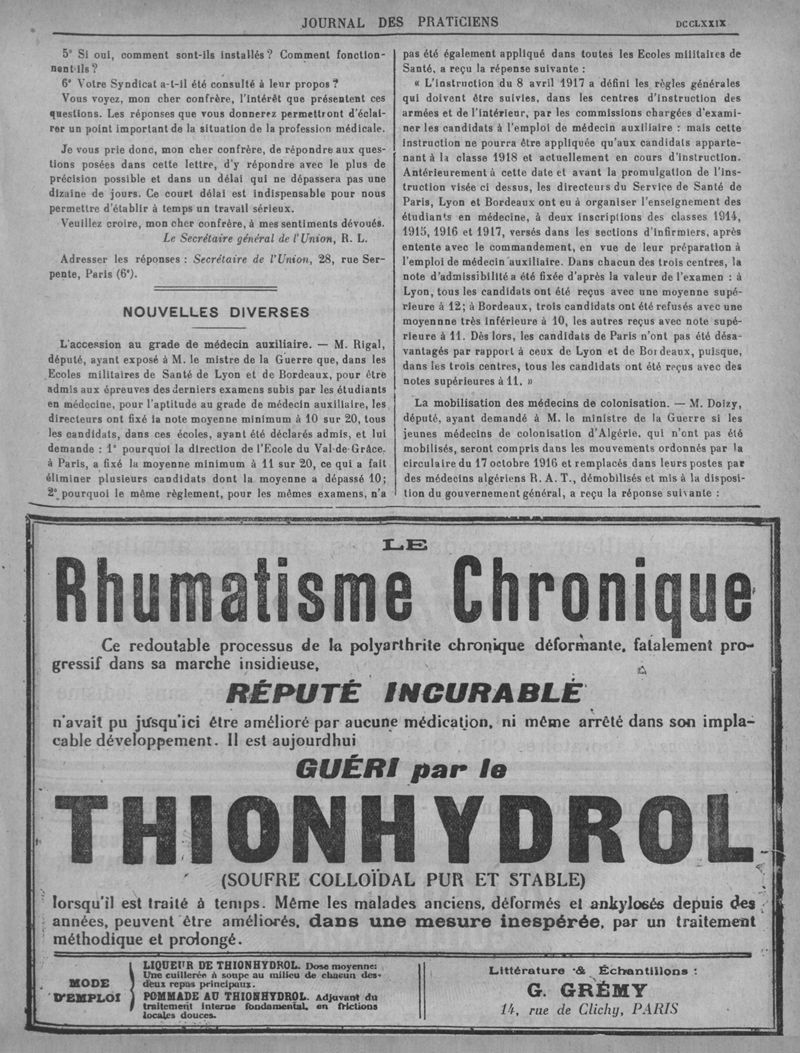 JOURNAL DES PRATICIENS
DCCLXXIX
5° Si oui, comment sont-ils installés? Comment fonction-
nent-ils?
6° Votre Syndicat a-t-il été consulté à leur propos?
Vous voyez, mon cher confrère, l'intérêt que présentent ces
questions. Les réponses que vous donnerez permettront d'éclai-
rer un point important de la situation de la profession médicale.
Je vous prie donc, mon cher confrère, de répondre aux ques-
tions posées dans cette lettre, d'y répondre avec le plus de
précision possible et dans un délai qui ne dépassera pas une
dizaine de jours. Ce court délai est indispensable pour nous
permettre d'établir à temps un travail sérieux.
Veuillez croire, mon cher confrère, à mes sentiments dévoués.
Le Secrétaire général de l'Union, R. L.
Adresser les réponses : Secrétaire de l'Union, 28, rue Ser-
pente, Paris (6e).
NOUVELLES DIVERSES
L'accession au grade de médecin auxiliaire. — M. Rigal,
député, ayant exposé à M. le mistre de la Guerre que, dans les
Ecoles militaires de Santé de Lyon et de Bordeaux, pour être
admis aux épreuves des derniers examens subis par les étudiants
en médecine, pour l'aptitude au grade de médecin auxiliaire, les
directeurs ont fixé la note moyenne minimum à 10 sur 20, tous
les candidats, dans ces écoles, ayant été déclarés admis, et lui
demande : 1° pourquoi la direction de l'Ecole du Val-de-Grâce.
à Paris, a fixé la moyenne minimum à 11 sur 20, ce qui a fait
éliminer plusieurs candidats dont la moyenne a dépassé 10;
2° pourquoi le même règlement, pour les mêmes examens, n'a
pas été également appliqué dans toutes les Ecoles militaires de
Santé, a reçu la répense suivante :
« L'instruction du 8 avril 1917 a défini les règles générales
qui doivent être suivies, dans les centres d'instruction des
armées et de l'intérieur, par les commissions chargées d'exami-
ner les candidats à l'emploi de médecin auxiliaire : mais cette
instruction ne pourra être appliquée qu'aux candidats apparte-
nant à la classe 1918 et actuellement en cours d'instruction.
Antérieurement à cette date et avant la promulgation de l'ins-
truction visée ci dessus, les directeurs du Service de Santé de
Paris, Lyon et Bordeaux ont eu à organiser l'enseignement des
étudiants en médecine, à deux inscriptions des classes 1914,
1915, 1916 et 1917, versés dans les sections d'infirmiers, après
entente avec le commandement, en vue de leur préparation à
l'emploi de médecin auxiliaire. Dans chacun des trois centres, la
note d'admissibilité a été fixée d'après la valeur de l'examen : à
Lyon, tous les candidats ont été reçus avec une moyenne supé-
rieure à 12; à Bordeaux, trois candidats ont été refusés avec une
moyennne très inférieure à 10, les autres reçus avec note supé-
rieure à 11. Dès lors, les candidats de Paris n'ont pas été désa-
vantagés par rapport à ceux de Lyon et de Bordeaux, puisque,
dans les trois centres, tous les candidats ont été reçus avec des
notes supérieures à 11. »
La mobilisation des médecins de colonisation. — M. Doizy,
député, ayant demandé à M. le ministre de la Guerre si les
jeunes médecins de colonisation d'Algérie, qui n'ont pas été
mobilisés, seront compris dans les mouvements ordonnés par la
circulaire du 17 octobre 1916 et remplacés dans leurs postes par
des médecins algériens R. A. T., démobilisés et mis à la disposi-
tion du gouvernement général, a reçu la réponse suivante :
LE
Rhumatisme Chronique
Ce redoutable processus de la polyarthrite chronique déformante, fatalement pro-
gressif dans sa marche insidieuse,
RÉPUTÉ INCURABLE
n'avait pu jusqu'ici être amélioré par aucune médication, ni même arrêté dans son impla-
cable développement. Il est aujourdhui
GUÉRI par le
THIONHYDROL
(SOUFRE COLLOÏDAL PUR ET STABLE)
lorsqu'il est traité à temps. Même les malades anciens, déformés et ankylosés depuis des
années, peuvent être améliorés, dans une mesure inespérée, par un traitement
méthodique et prolongé.
MODE
D'EMPLOI
LIQUEUR DE THIONHYDROL. Dose moyenne:
Une cuillerée à soupe au milieu de chacun des
deux repas principaux.
POMMADE AU THIONHYDROL. Adjuvant du
traitement interne fondamental, en frictions
locales douces.
Littérature & Échantillons :
G. GRÉMY
14, rue de Clichy, PARIS